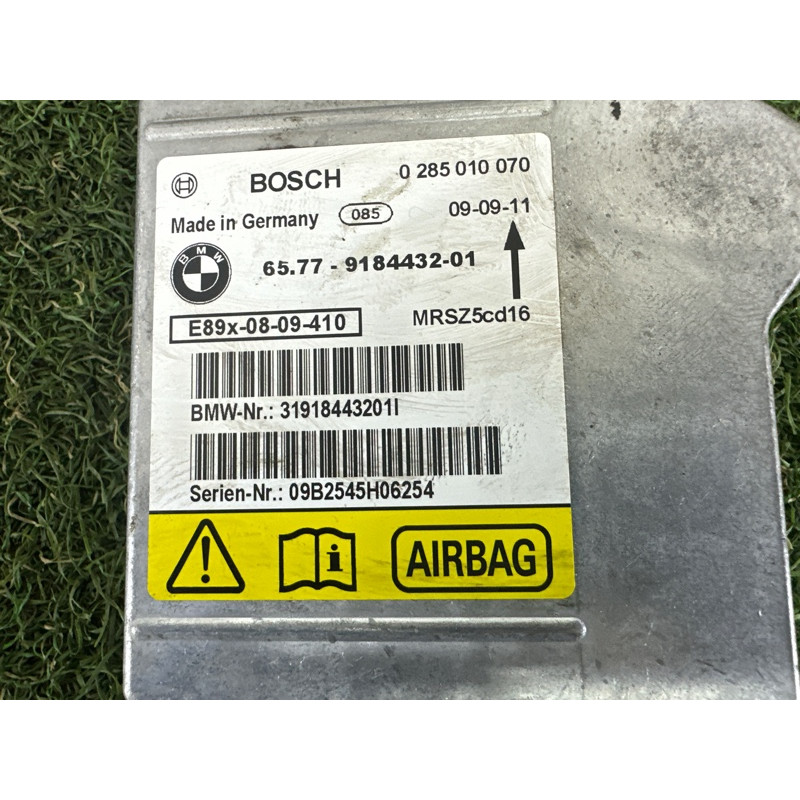 BOSCH 0 285 010 070
Made in Germany 085 09-09-11
BMW 65.77 - 9184432-01
E89x-08-09-410 MRSZ5cd16
BMW-Nr.: 31918443201I
Serien-Nr.: 09B2545H06254
! i AIRBAG